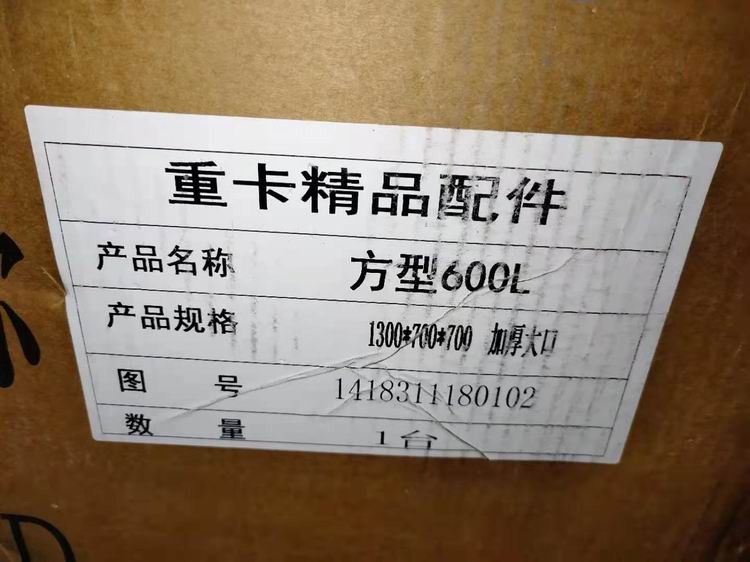 重卡精品配件
产品名称 方型600L
产品规格 1300*700*700 加厚大口
图号 1418311180102
数量 1台